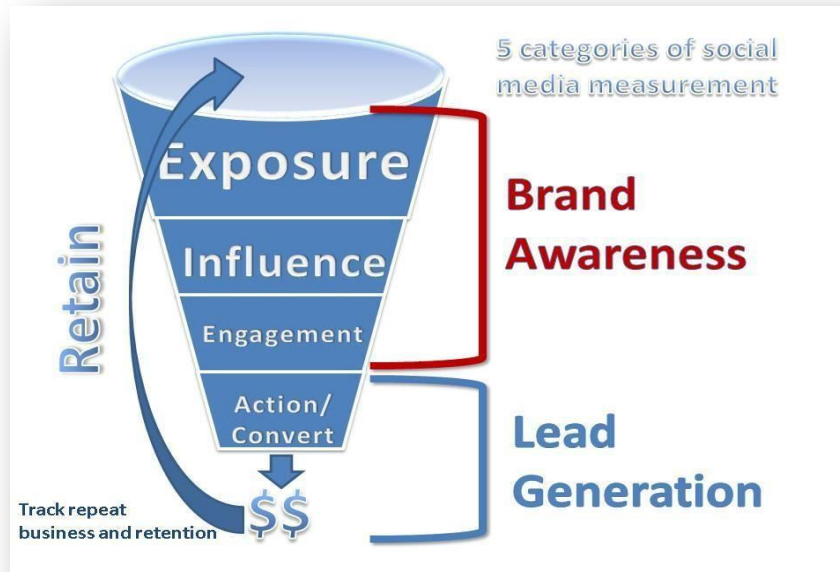 5 categories of social
media measurement
Exposure
Influence
Engagement
Action/
Convert
$$
Retain
Track repeat
business and retention
Brand
Awareness
Lead
Generation